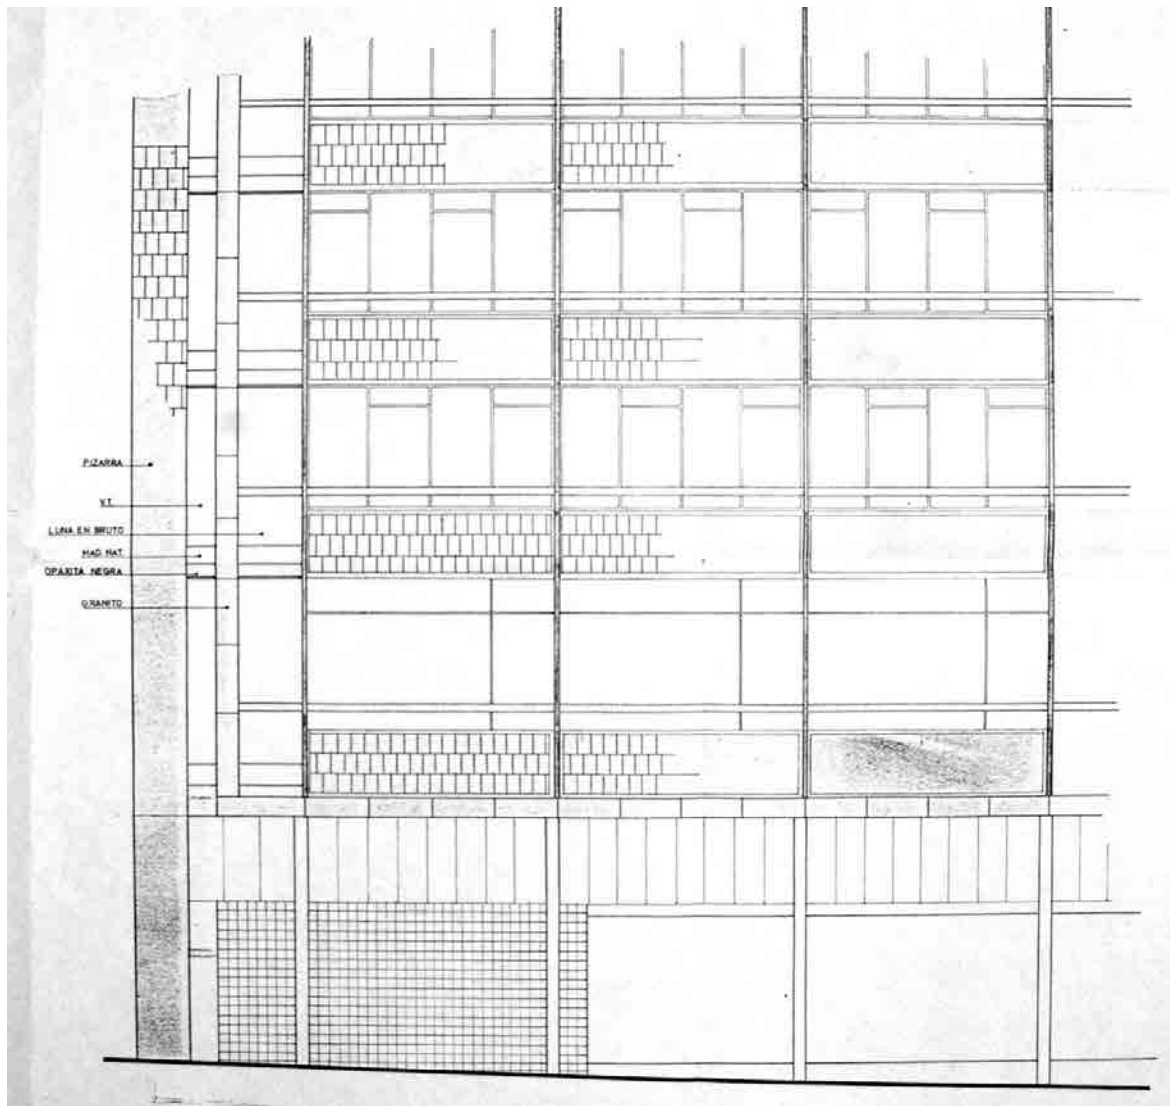 PIZARRA
V.T.
LUNA EN BRUTO
MAD. NAT.
OPAXITA NEGRA
GRANITO